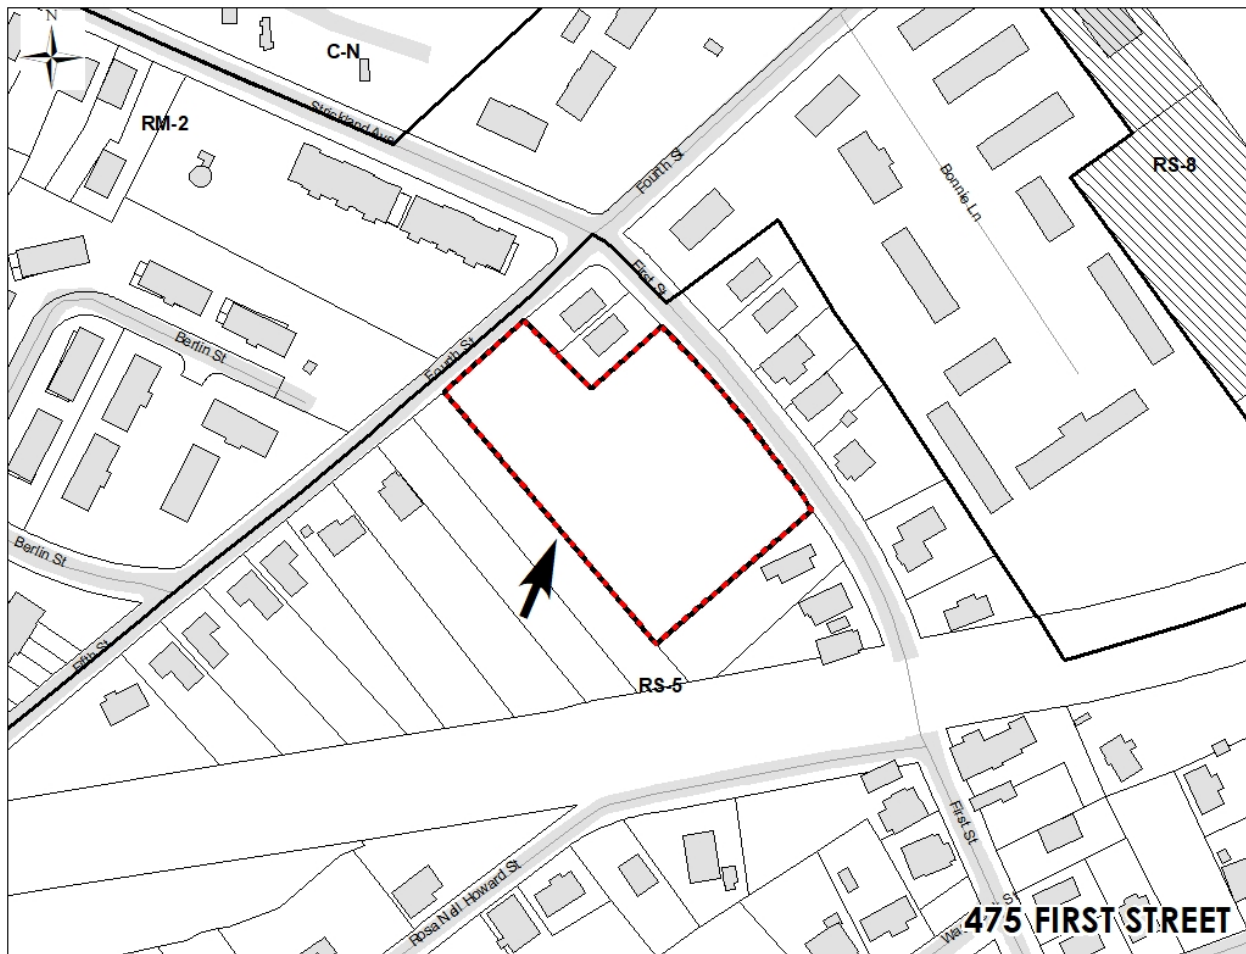 N
C-N
Strickland Ave
RM-2
Fourth St
RS-8
Bonnie Ln
First St
Berlin St
Fourth St
Berlin St
Fifth St
RS-5
First St
Rosa Nell Howard St
475 FIRST STREET